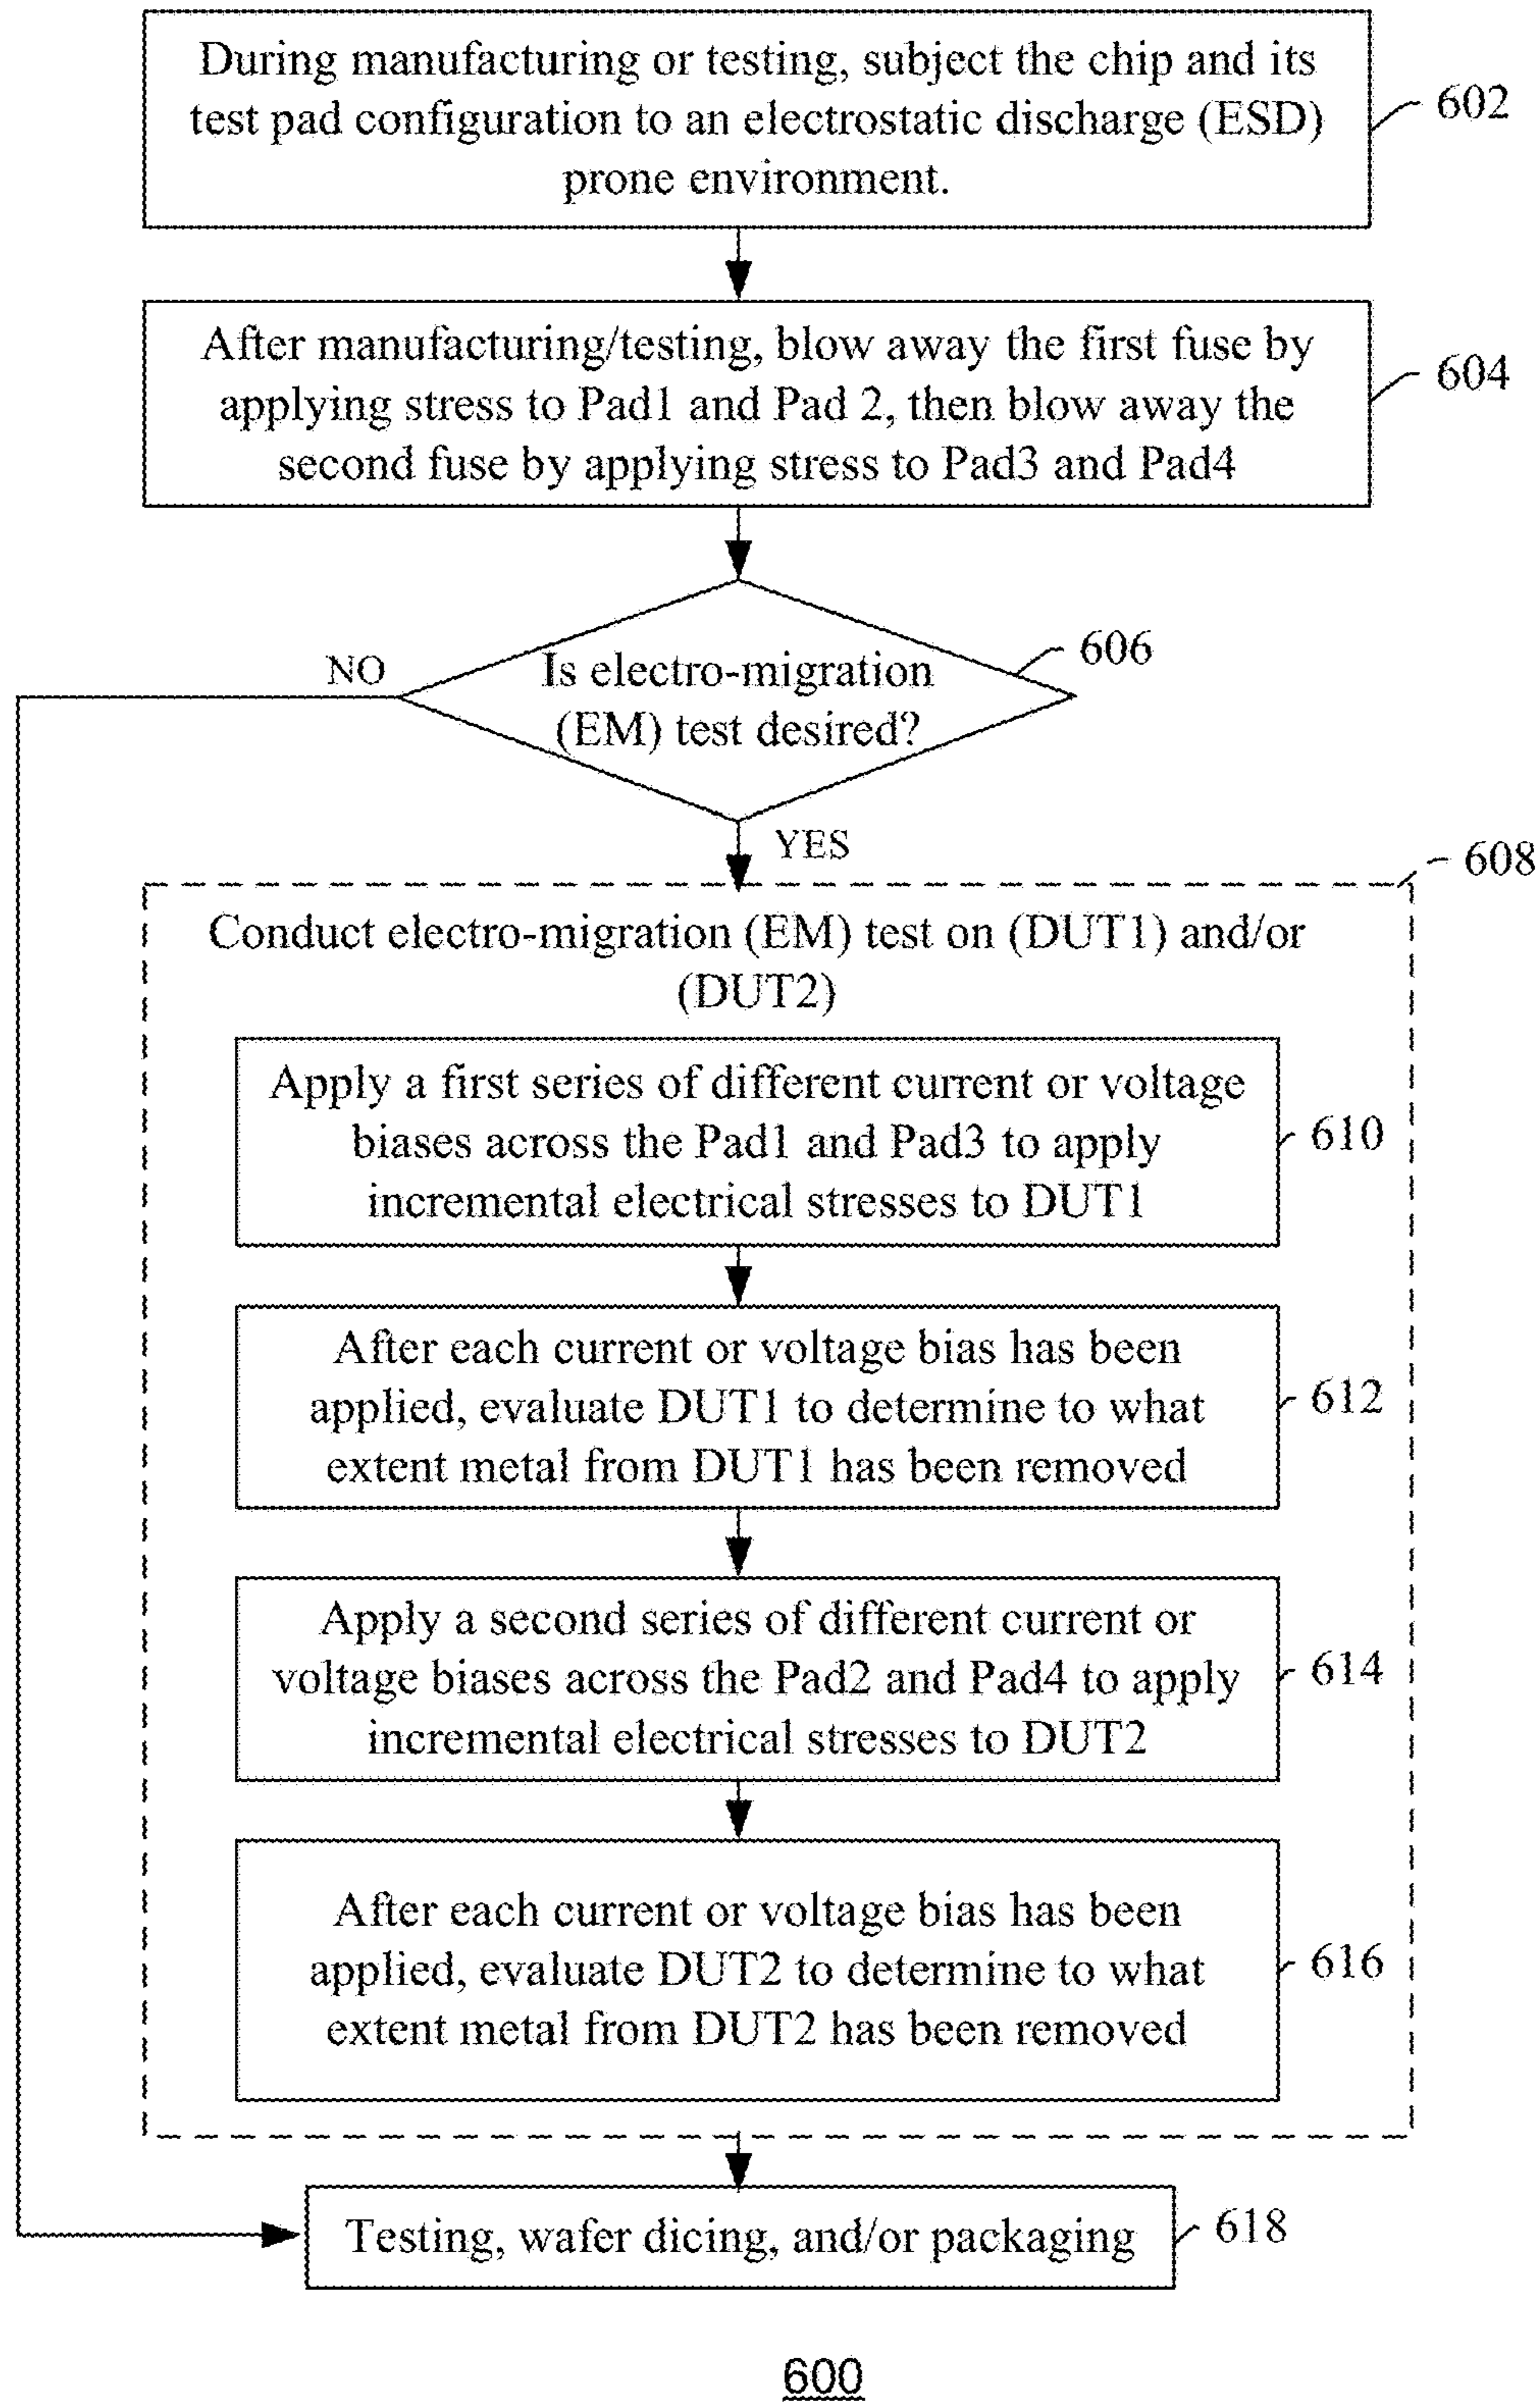 During manufacturing or testing, subject the chip and its
test pad configuration to an electrostatic discharge (ESD)
prone environment.
602
After manufacturing/testing, blow away the first fuse by
applying stress to Pad1 and Pad 2, then blow away the
second fuse by applying stress to Pad3 and Pad4
604
NO
Is electro-migration
(EM) test desired?
606
YES
608
Conduct electro-migration (EM) test on (DUT1) and/or
(DUT2)
Apply a first series of different current or voltage
biases across the Pad1 and Pad3 to apply
incremental electrical stresses to DUT1
610
After each current or voltage bias has been
applied, evaluate DUT1 to determine to what
extent metal from DUT1 has been removed
612
Apply a second series of different current or
voltage biases across the Pad2 and Pad4 to apply
incremental electrical stresses to DUT2
614
After each current or voltage bias has been
applied, evaluate DUT2 to determine to what
extent metal from DUT2 has been removed
616
Testing, wafer dicing, and/or packaging
618
600